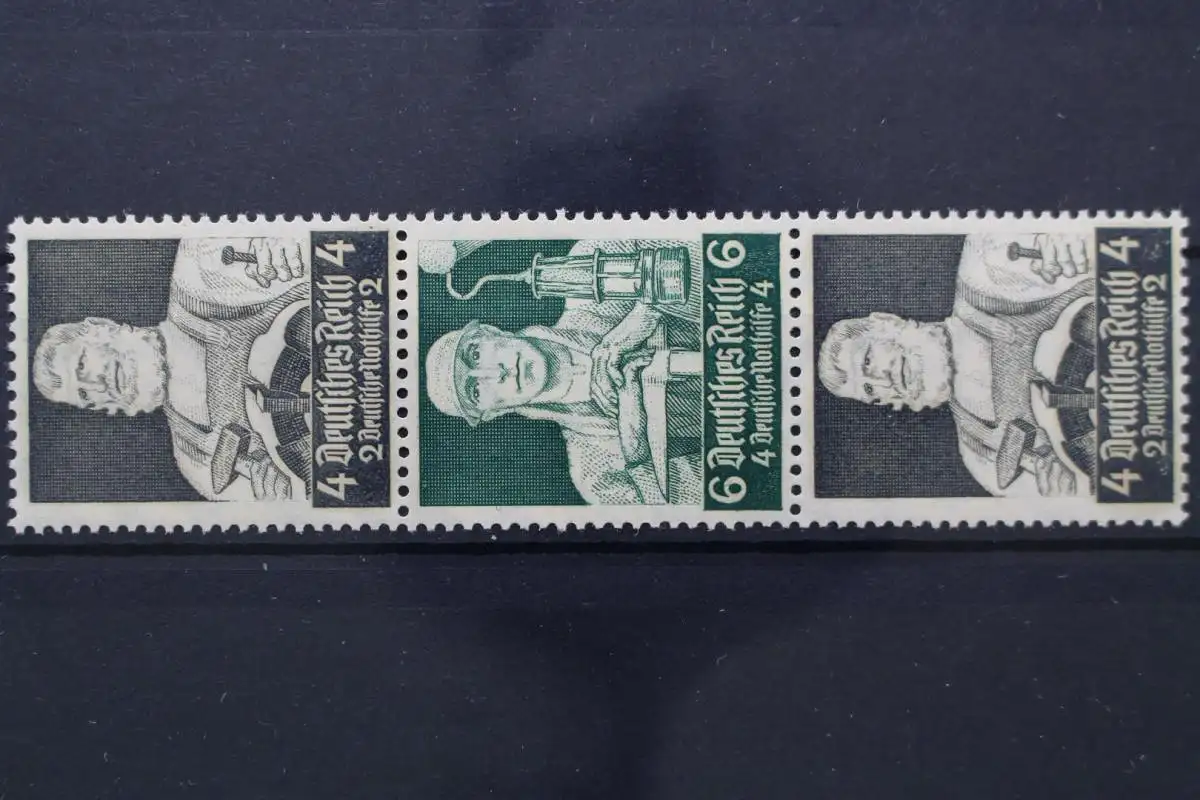 4 Deutsches Reich 4
2 Deutsche Nothilfe 2
6 Deutsches Reich 6
4 Deutsche Nothilfe 4
4 Deutsches Reich 4
2 Deutsche Nothilfe 2